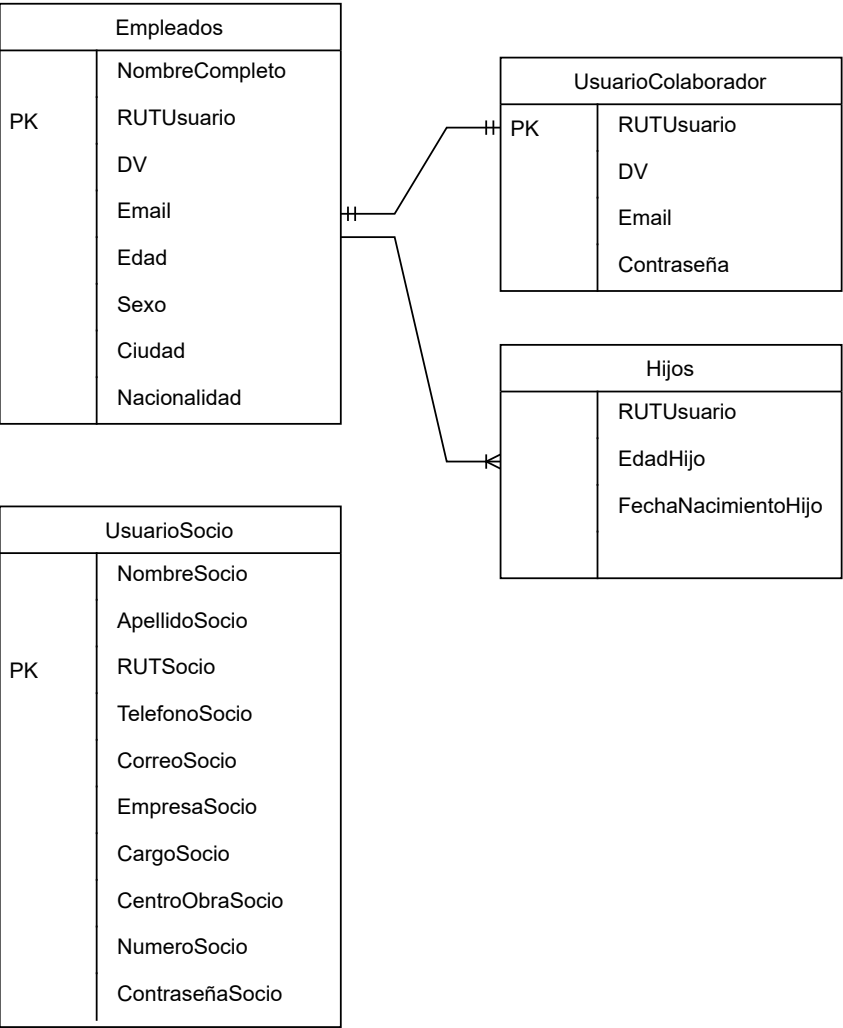 Empleados
NombreCompleto
PK RUTUsuario
DV
Email
Edad
Sexo
Ciudad
Nacionalidad
UsuarioColaborador
PK RUTUsuario
DV
Email
Contraseña
Hijos
RUTUsuario
EdadHijo
FechaNacimientoHijo
UsuarioSocio
NombreSocio
ApellidoSocio
PK RUTSocio
TelefonoSocio
CorreoSocio
EmpresaSocio
CargoSocio
CentroObraSocio
NumeroSocio
ContraseñaSocio